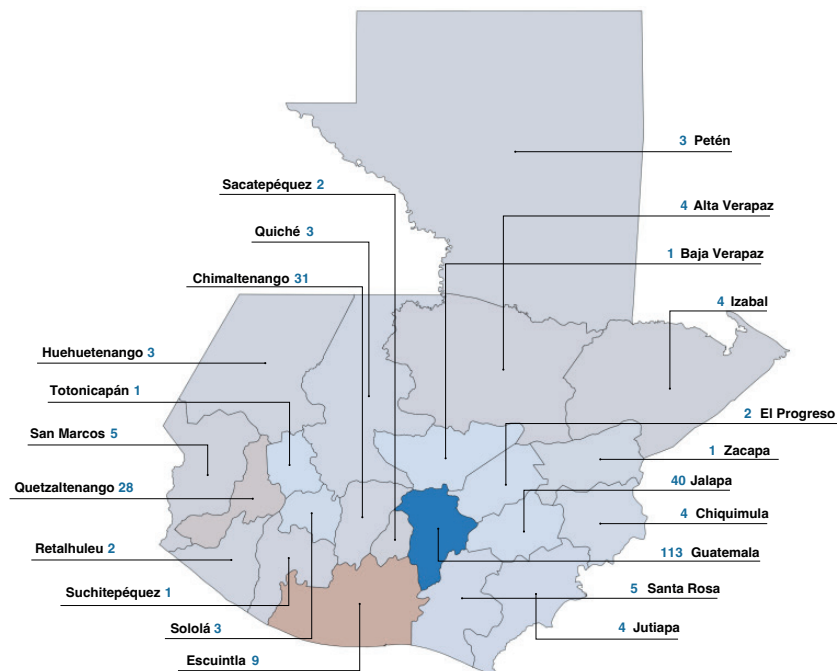 3 Petén
Sacatepéquez 2
4 Alta Verapaz
Quiché 3
1 Baja Verapaz
Chimaltenango 31
4 Izabal
Huehuetenango 3
Totonicapán 1
2 El Progreso
San Marcos 5
1 Zacapa
Quetzaltenango 28
40 Jalapa
4 Chiquimula
Retalhuleu 2
113 Guatemala
Suchitepéquez 1
5 Santa Rosa
Sololá 3
4 Jutiapa
Escuintla 9